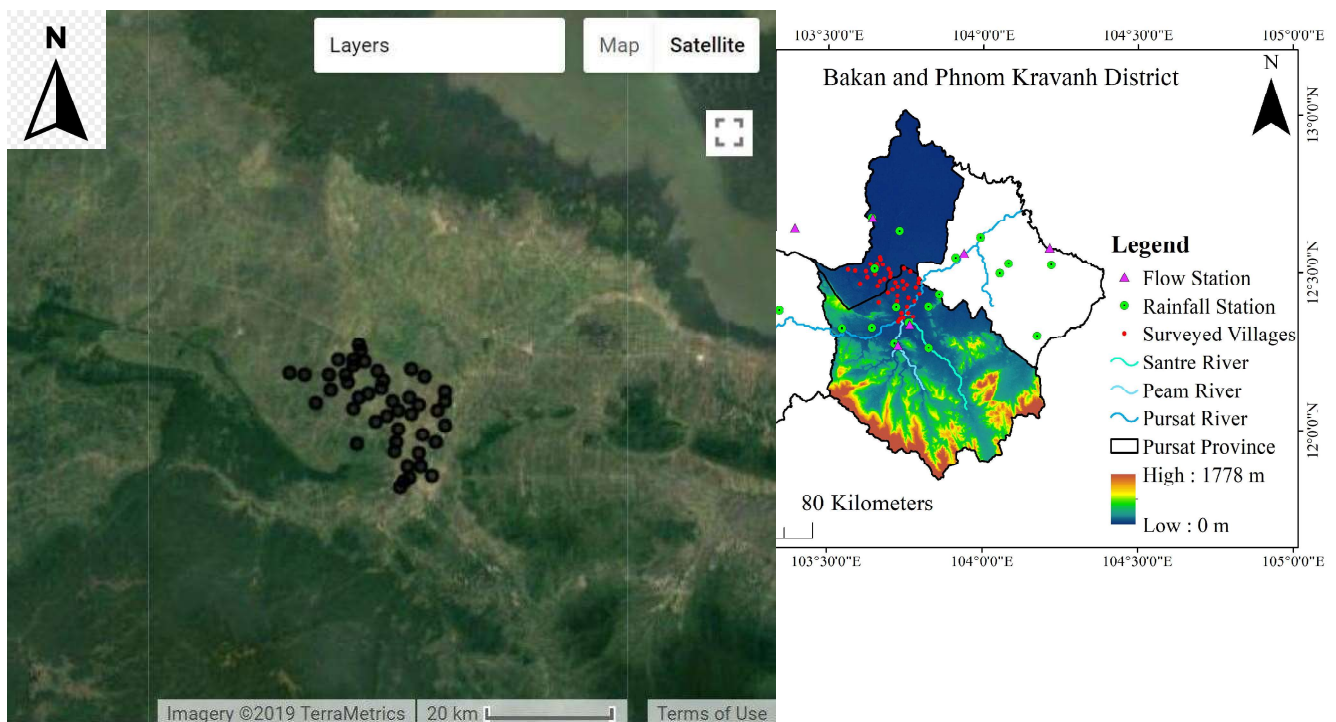 N
Layers
Map Satellite
Imagery ©2019 TerraMetrics 20 km Terms of Use
103°30'0"E 104°0'0"E 104°30'0"E 105°0'0"E
Bakan and Phnom Kravanh District
N
13°0'0"N
12°30'0"N
12°0'0"N
Legend
Flow Station
Rainfall Station
Surveyed Villages
Santre River
Peam River
Pursat River
Pursat Province
High : 1778 m
Low : 0 m
80 Kilometers
103°30'0"E 104°0'0"E 104°30'0"E 105°0'0"E